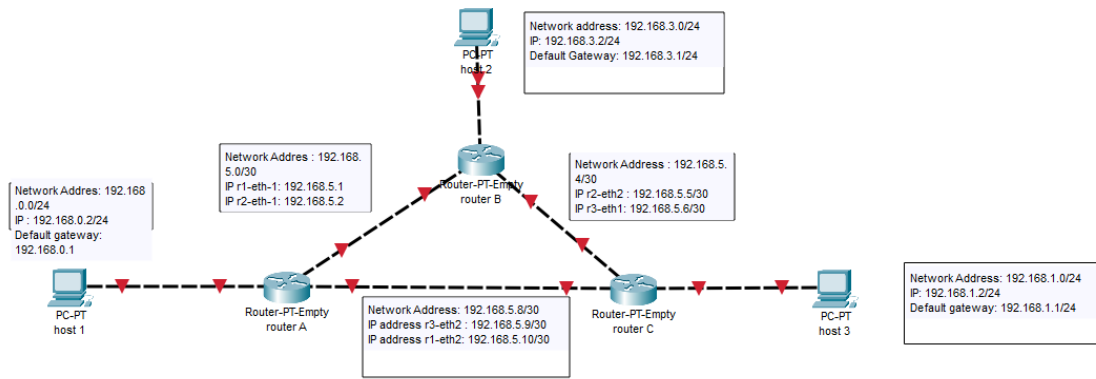 Network address: 192.168.3.0/24
IP: 192.168.3.2/24
Default Gateway: 192.168.3.1/24
PC-PT
host 2
Network Addres : 192.168.
5.0/30
IP r1-eth-1: 192.168.5.1
IP r2-eth-1: 192.168.5.2
Router-PT-Empty
router B
Network Address : 192.168.5.
4/30
IP r2-eth2 : 192.168.5.5/30
IP r3-eth1: 192.168.5.6/30
Network Addres: 192.168
.0.0/24
IP : 192.168.0.2/24
Default gateway:
192.168.0.1
PC-PT
host 1
Router-PT-Empty
router A
Network Address: 192.168.5.8/30
IP address r3-eth2 : 192.168.5.9/30
IP address r1-eth2: 192.168.5.10/30
Router-PT-Empty
router C
PC-PT
host 3
Network Address: 192.168.1.0/24
IP: 192.168.1.2/24
Default gateway: 192.168.1.1/24